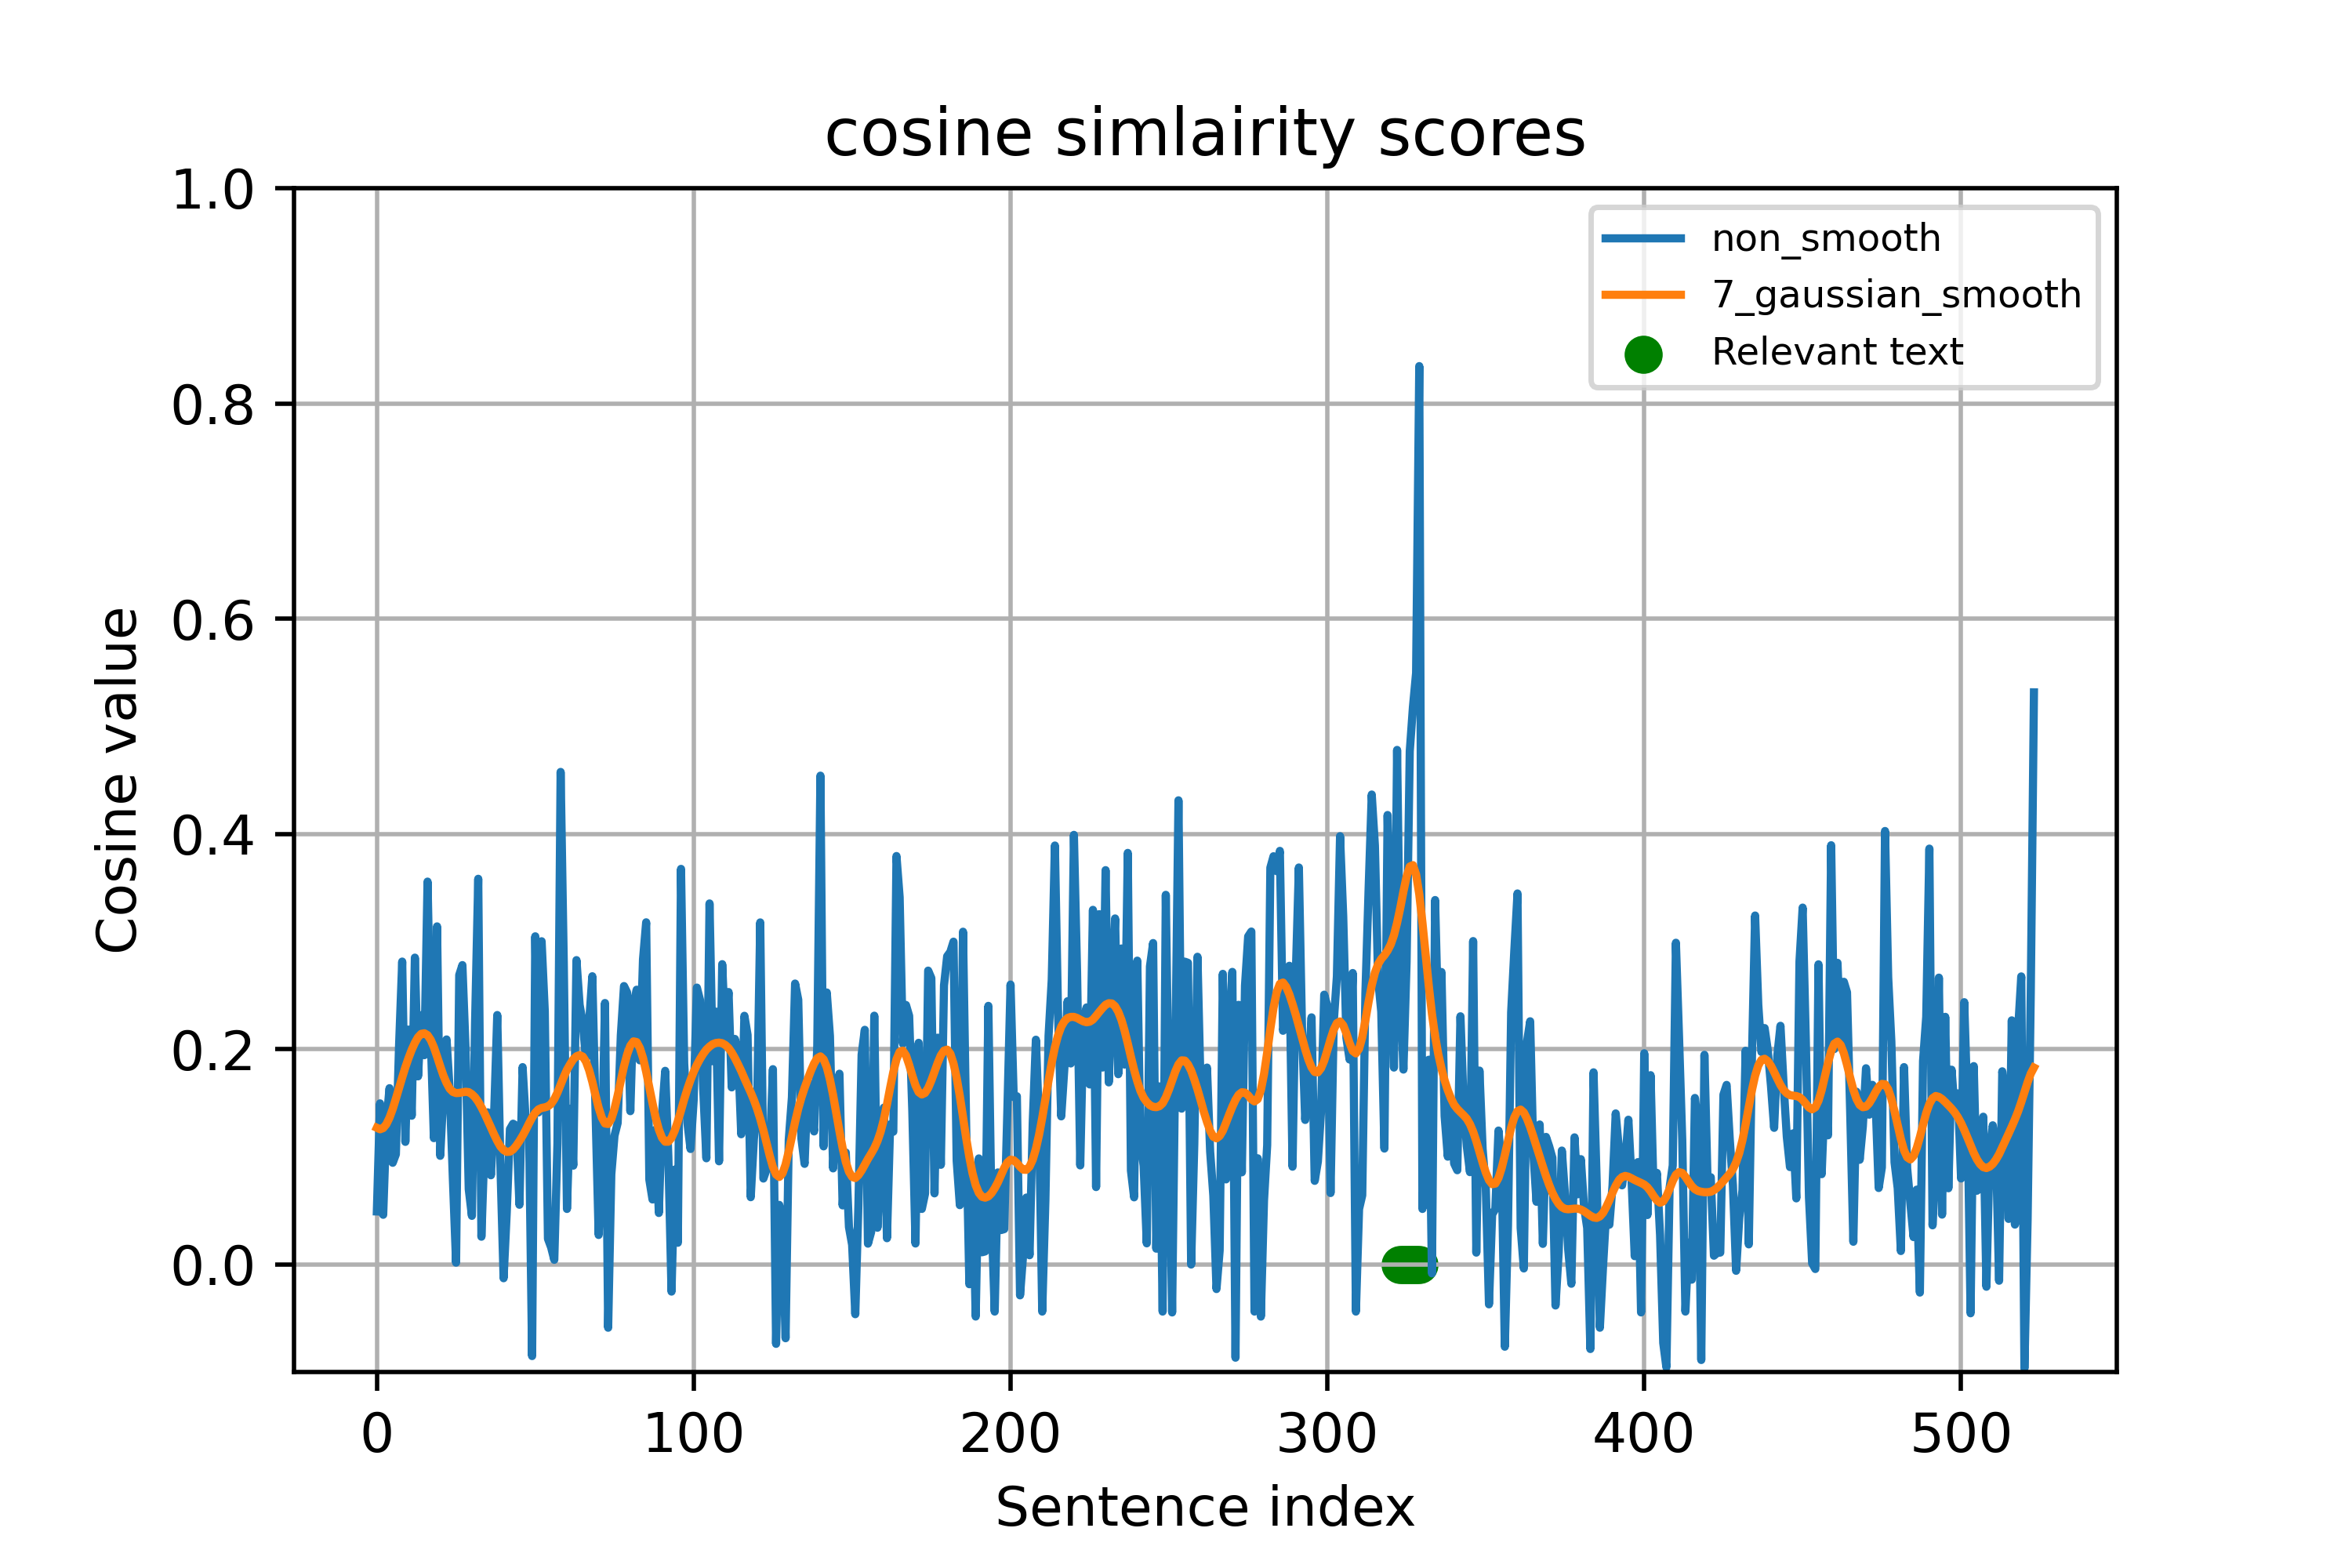 cosine simlairity scores
1.0
0.8
0.6
0.4
0.2
0.0
Cosine value
non_smooth
7_gaussian_smooth
Relevant text
0 100 200 300 400 500
Sentence index